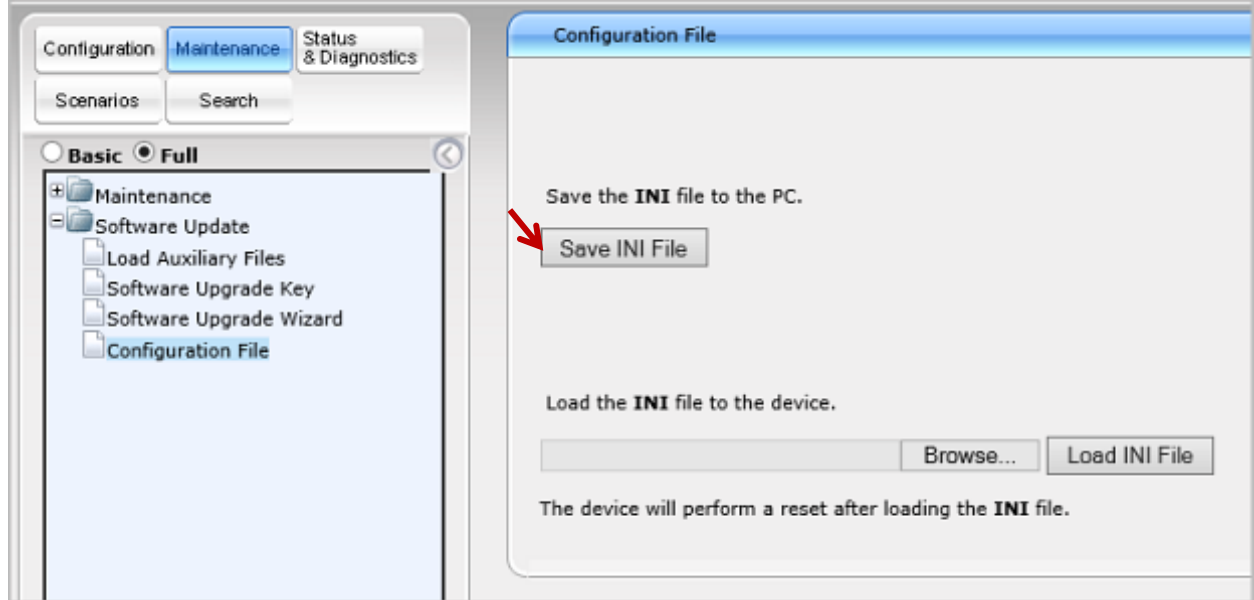 Configuration
Maintenance
Status
& Diagnostics
Scenarios
Search
Basic
Full
Maintenance
Software Update
Load Auxiliary Files
Software Upgrade Key
Software Upgrade Wizard
Configuration File
Configuration File
Save the INI file to the PC.
Save INI File
Load the INI file to the device.
Browse...
Load INI File
The device will perform a reset after loading the INI file.